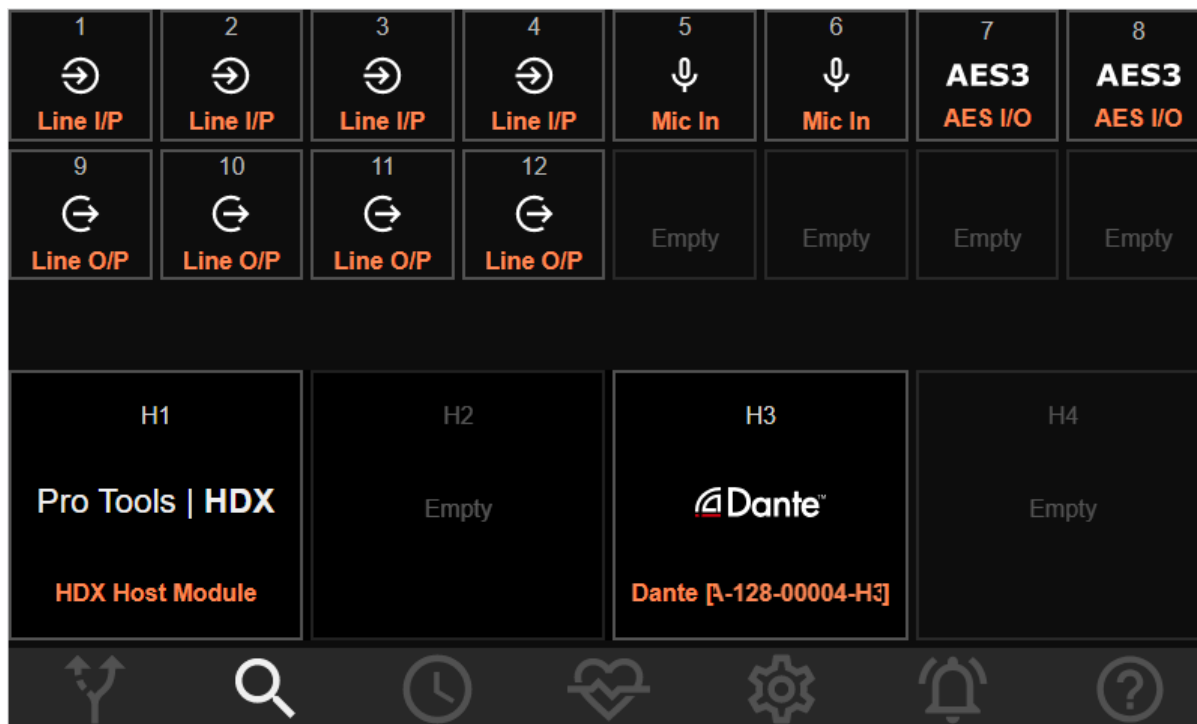 1 2 3 4 5 6 7 8
AES3 AES3
Line I/P Line I/P Line I/P Line I/P Mic In Mic In AES I/O AES I/O
9 10 11 12
Empty Empty Empty Empty
Line O/P Line O/P Line O/P Line O/P
H1 H2 H3 H4
Pro Tools | HDX Empty Dante™ Empty
HDX Host Module Dante [A-128-00004-H3]